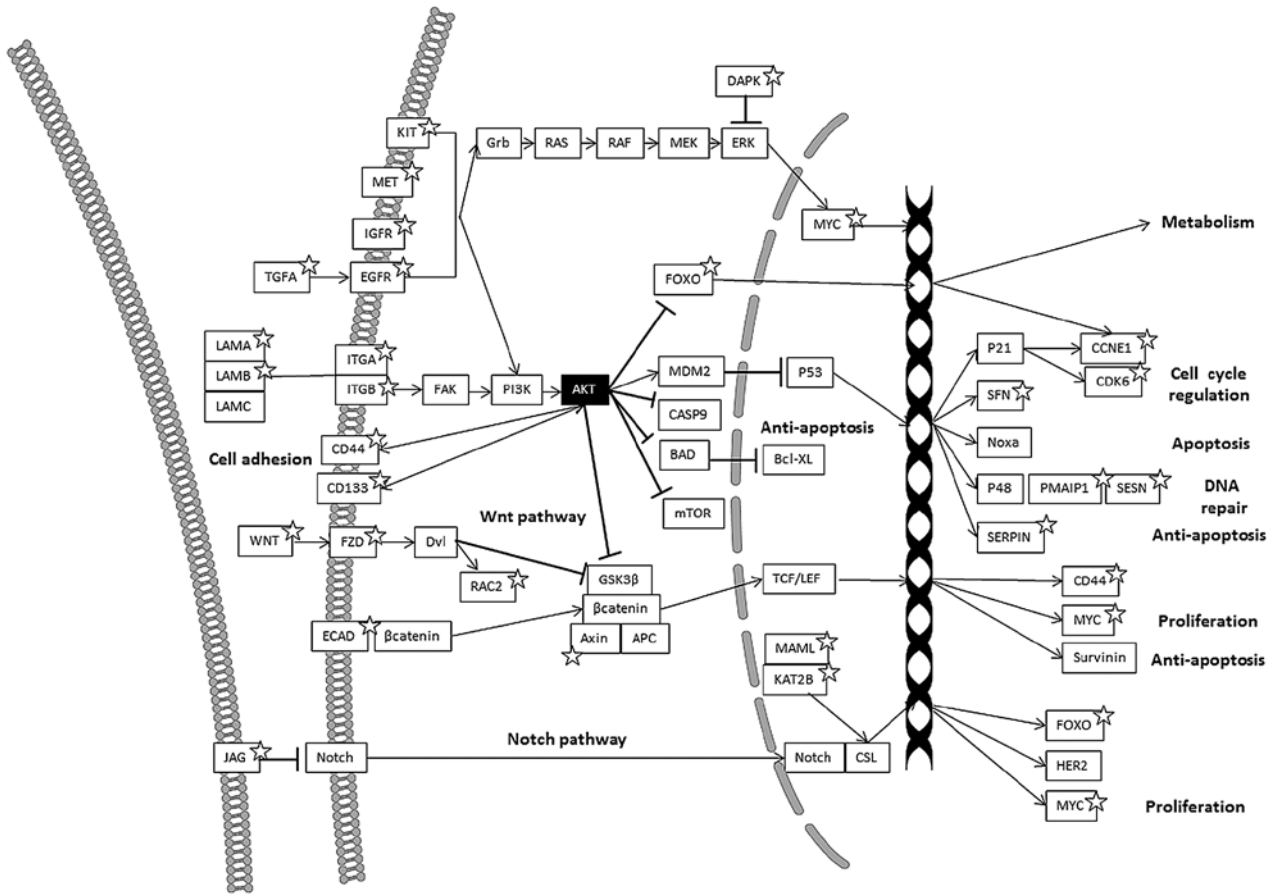 DAPK
KIT
Grb
RAS
RAF
MEK
ERK
MET
MYC
IGFR
Metabolism
TGFA
EGFR
FOXO
LAMA
LAMB
LAMC
ITGA
ITGB
FAK
PI3K
AKT
MDM2
P53
P21
CCNE1
CDK6
Cell cycle
regulation
SFN
CASP9
Anti-apoptosis
Cell adhesion
CD44
BAD
Bcl-XL
Noxa
Apoptosis
CD133
P48
PMAIP1
SESN
DNA
repair
mTOR
Wnt pathway
WNT
FZD
Dvl
SERPIN
Anti-apoptosis
RAC2
GSK3β
TCF/LEF
CD44
βcatenin
MYC
Proliferation
ECAD
βcatenin
Axin
APC
MAML
KAT2B
Survinin
Anti-apoptosis
FOXO
Notch pathway
JAG
Notch
Notch
CSL
HER2
MYC
Proliferation